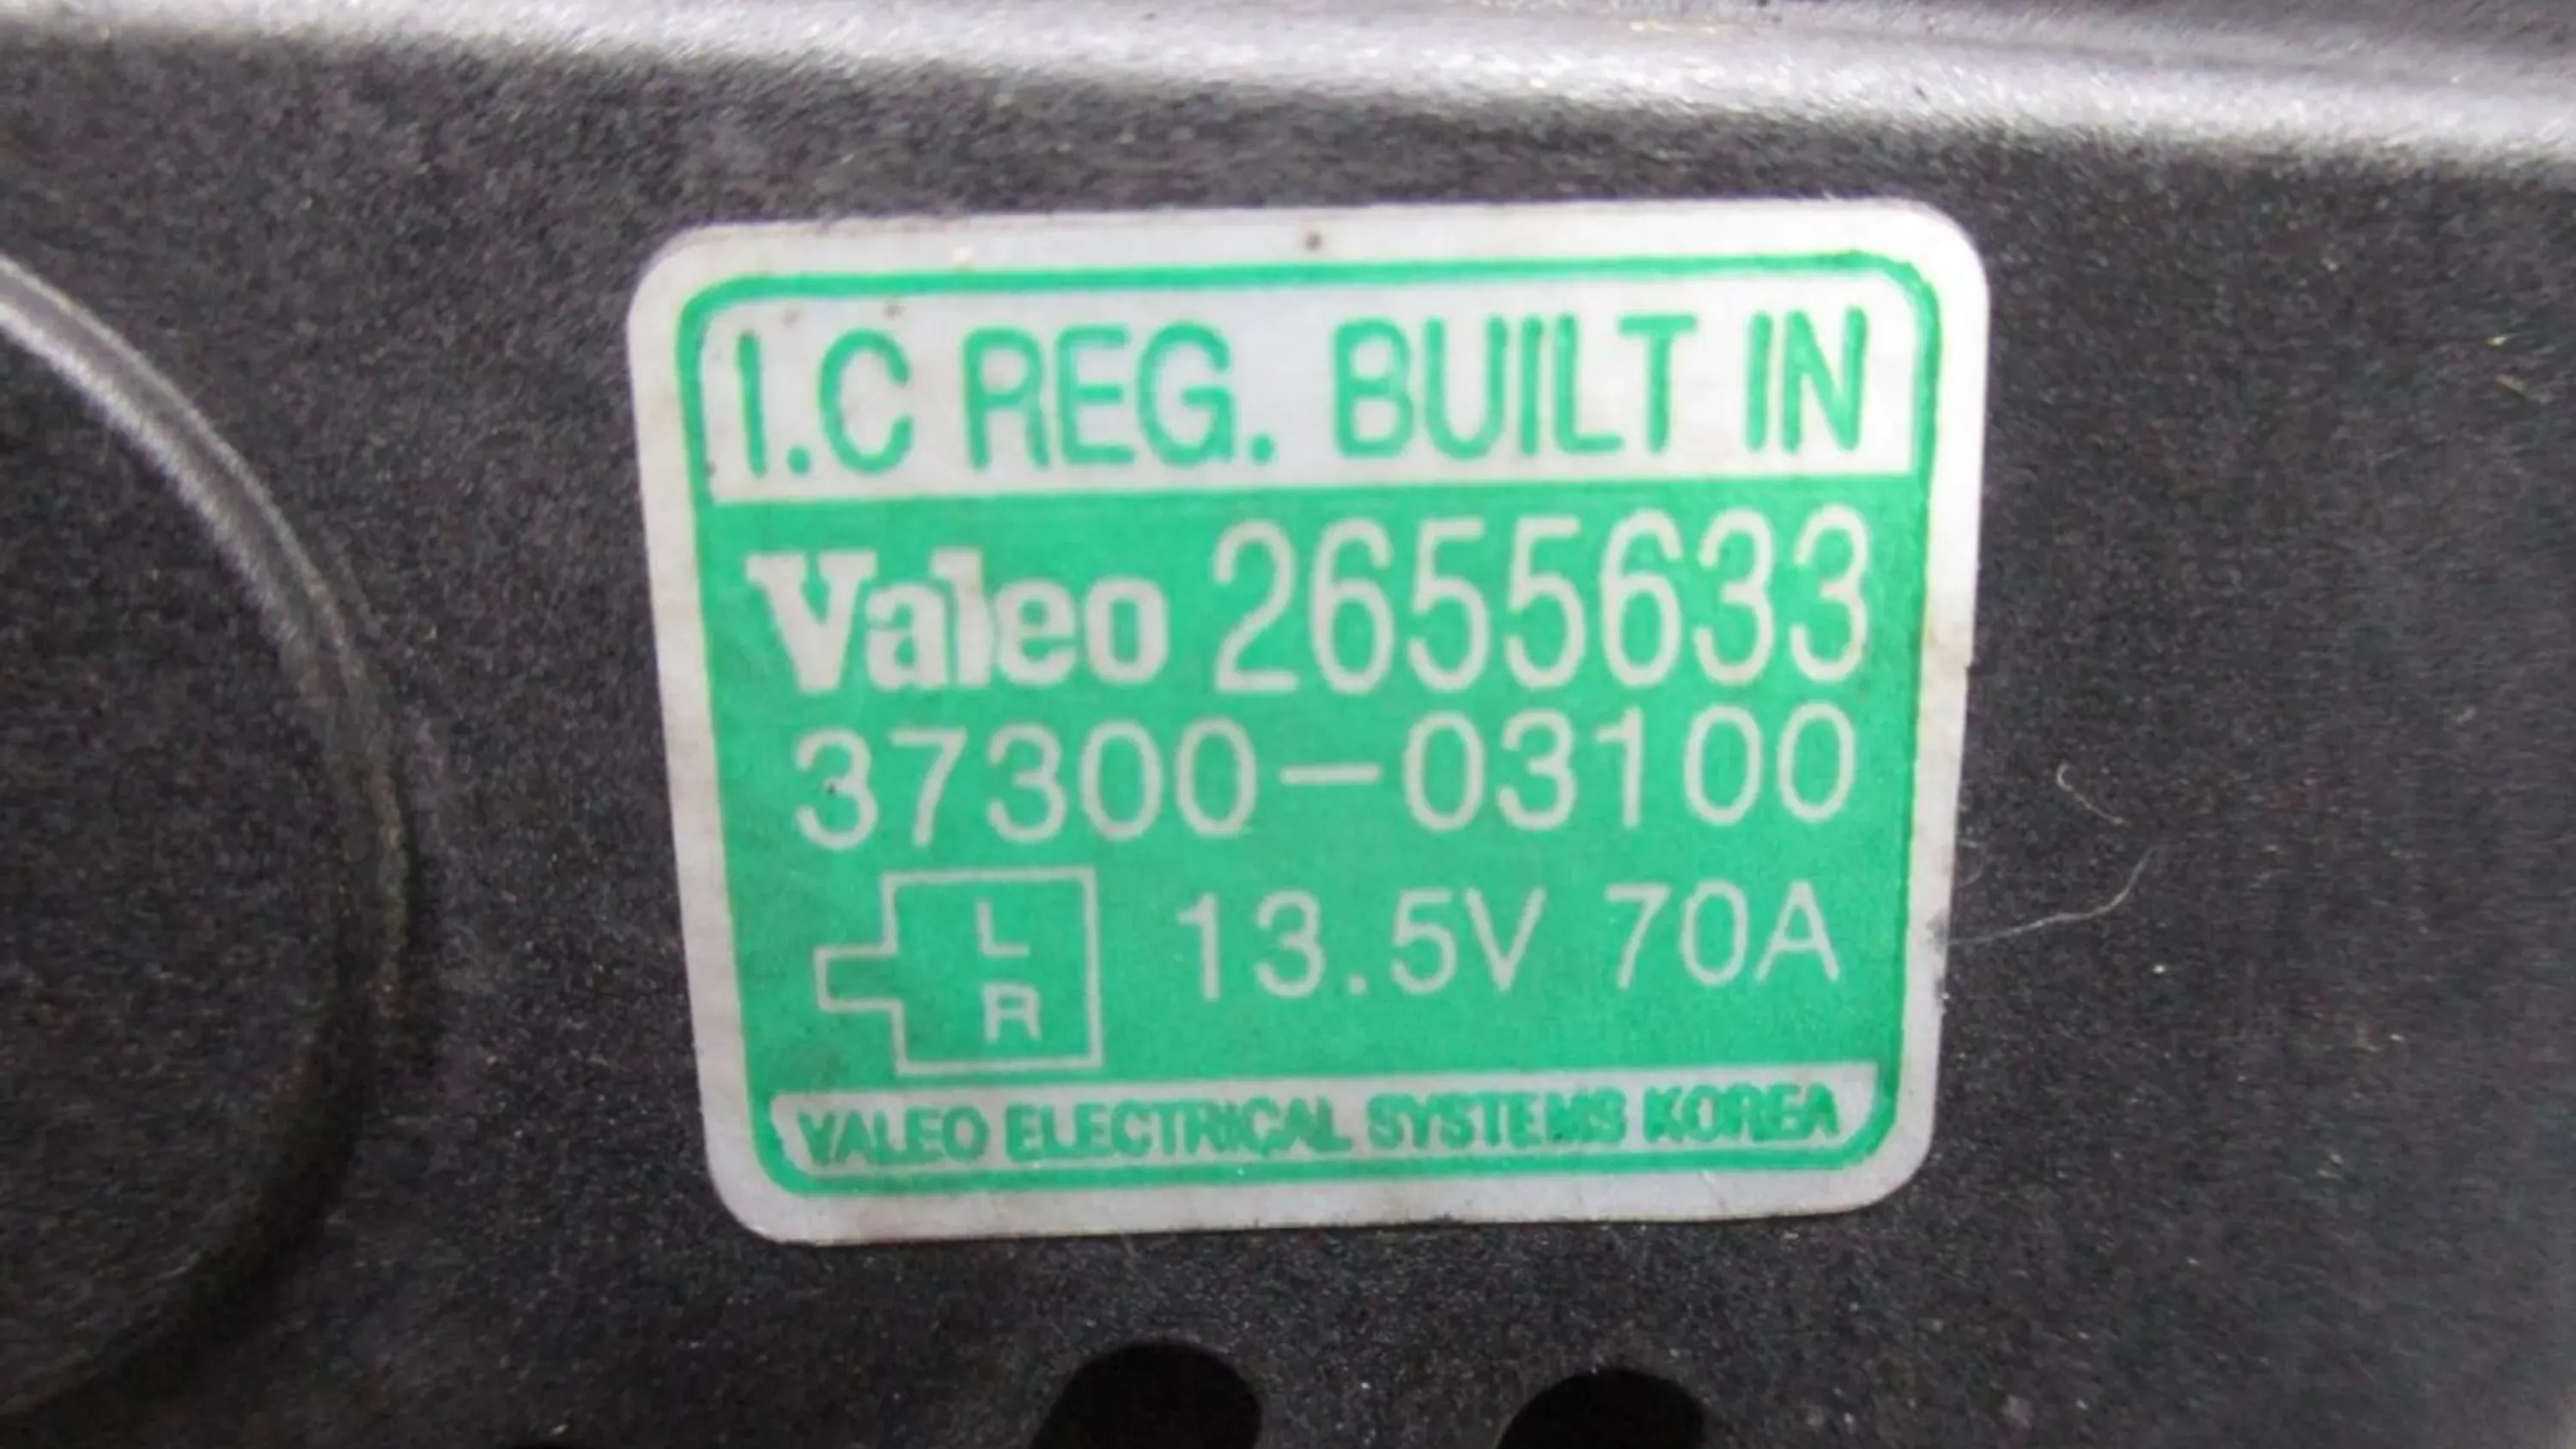 I.C REG. BUILT IN
Valeo 2655633
37300-03100
L
R
13.5V 70A
VALEO ELECTRICAL SYSTEMS KOREA